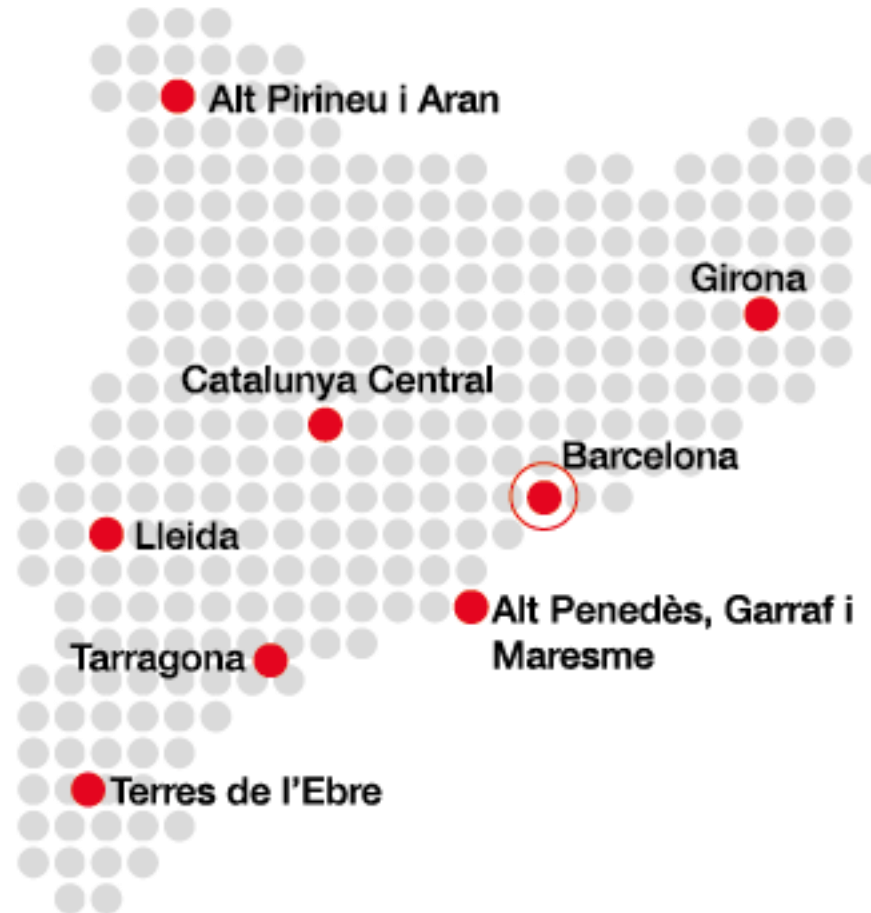 Alt Pirineu i Aran
Girona
Catalunya Central
Barcelona
Lleida
Alt Penedès, Garraf i
Maresme
Tarragona
Terres de l'Ebre